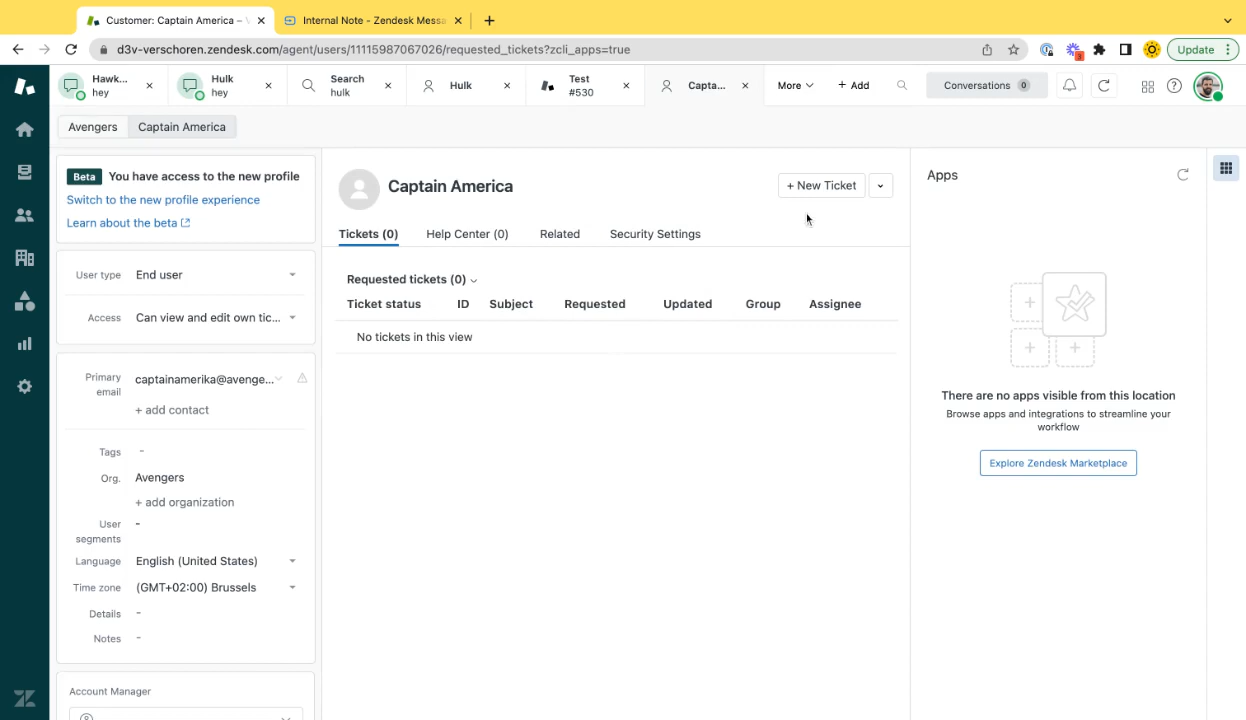 Customer: Captain America –
Internal Note - Zendesk Messa
d3v-verschoren.zendesk.com/agent/users/11115987067026/requested_tickets?zcli_apps=true
3
Update
Hawk...
hey
Hulk
hey
Search
hulk
Hulk
Test
#530
Capta...
More
+ Add
Conversations 0
Avengers
Captain America
Beta You have access to the new profile
Switch to the new profile experience
Learn about the beta
User type End user
Access Can view and edit own tic...
Primary
email
captainamerika@avenge...
+ add contact
Tags -
Org. Avengers
+ add organization
User
segments
-
Language English (United States)
Time zone (GMT+02:00) Brussels
Details -
Notes -
Account Manager
Captain America
+ New Ticket
Tickets (0) Help Center (0) Related Security Settings
Requested tickets (0)
Ticket status ID Subject Requested Updated Group Assignee
No tickets in this view
Apps
There are no apps visible from this location
Browse apps and integrations to streamline your
workflow
Explore Zendesk Marketplace